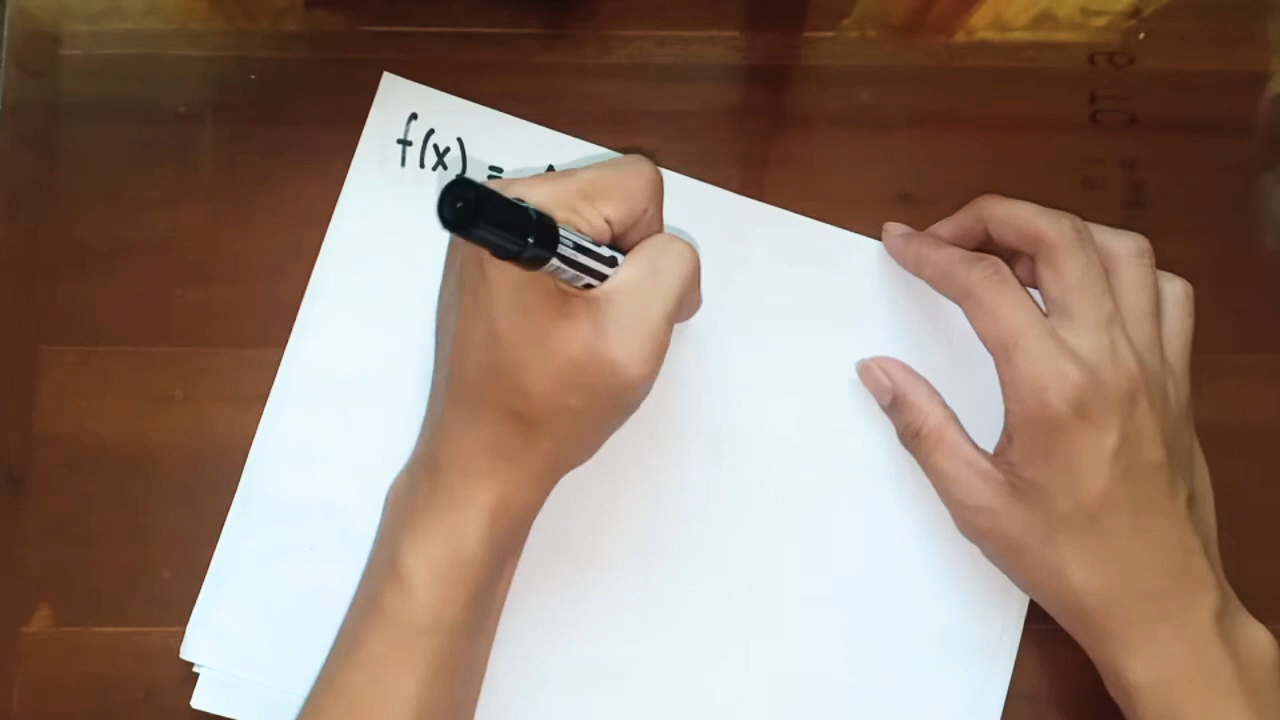 f(x) =